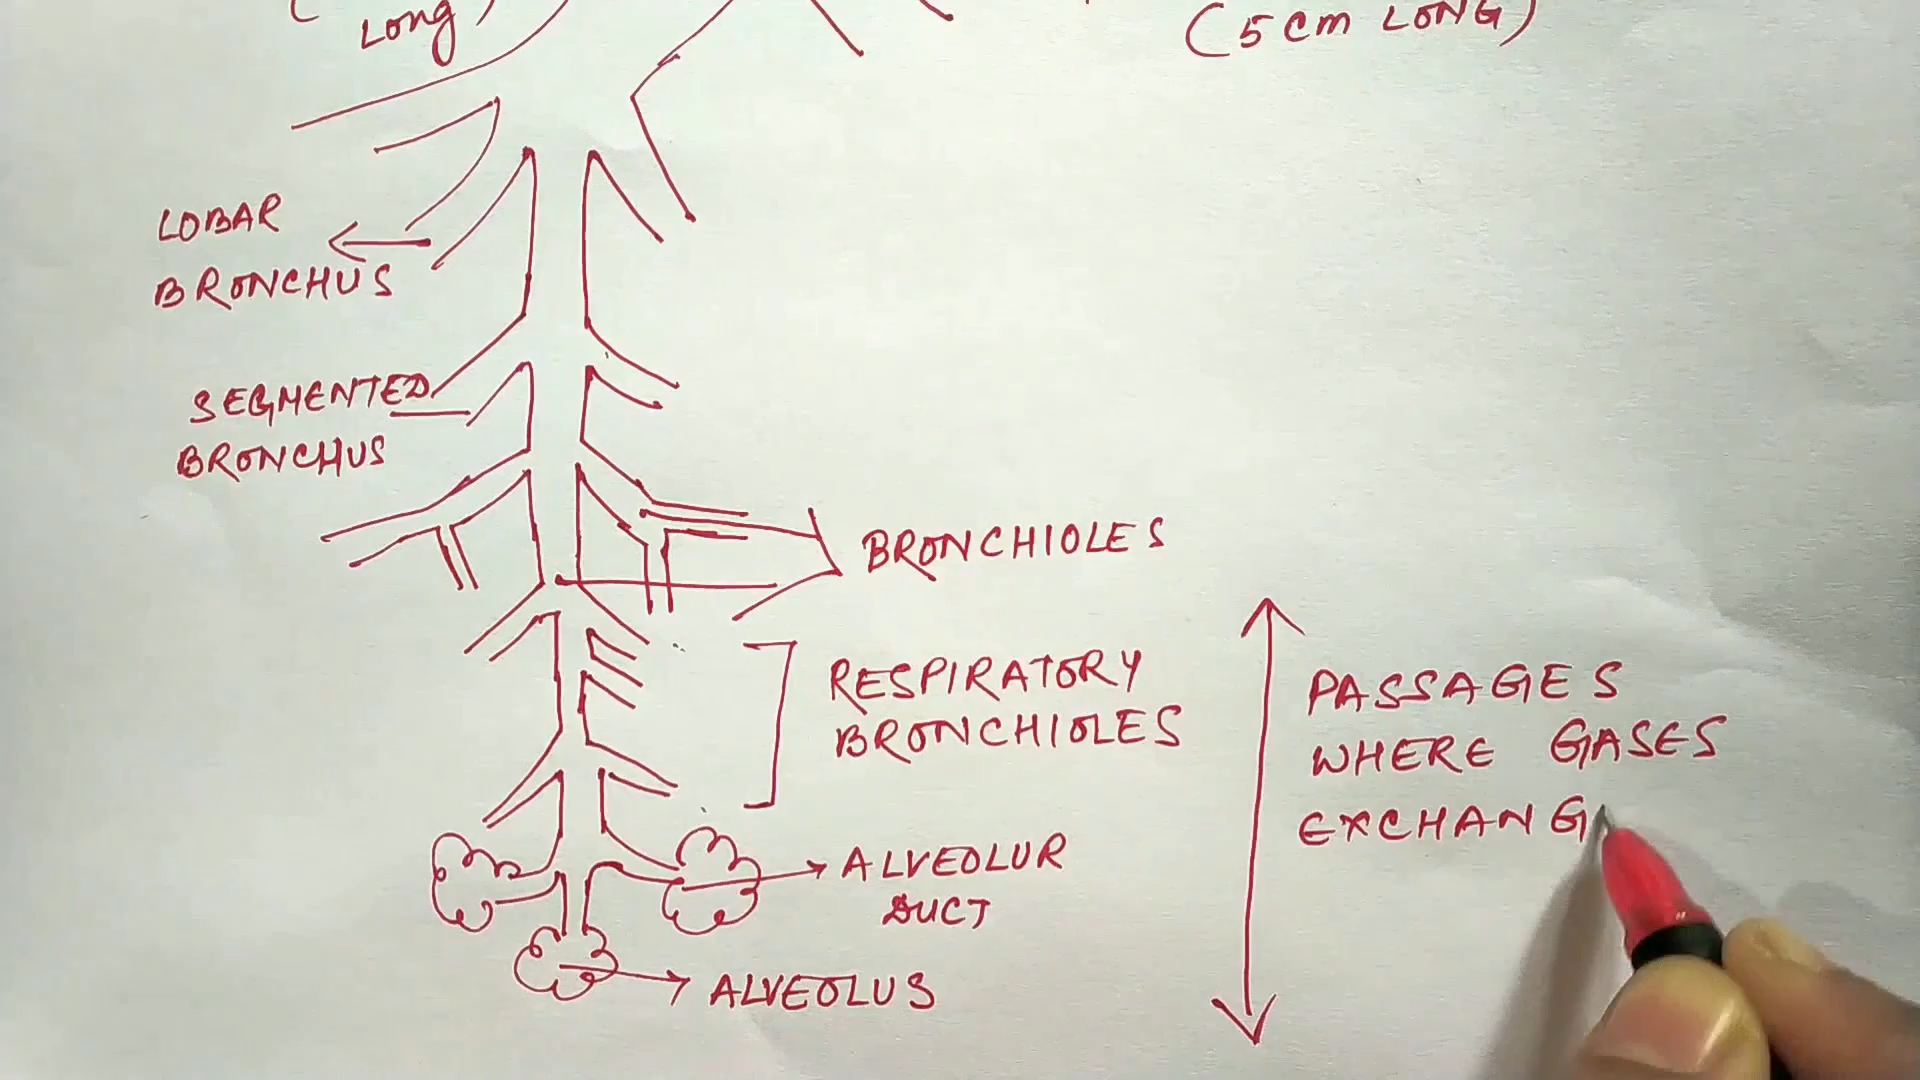 (
Long)
(5 cm LONG)
LOBAR
BRONCHUS
SEGMENTED
BRONCHUS
BRONCHIOLES
RESPIRATORY
BRONCHIOLES
PASSAGES
WHERE GASES
EXCHANG
ALVEOLUR
DUCT
ALVEOLUS